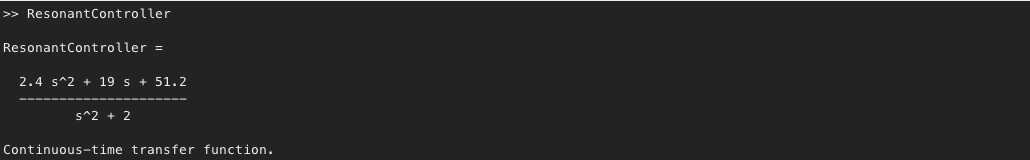 >> ResonantController
ResonantController =
2.4 s^2 + 19 s + 51.2
---------------------
s^2 + 2
Continuous-time transfer function.